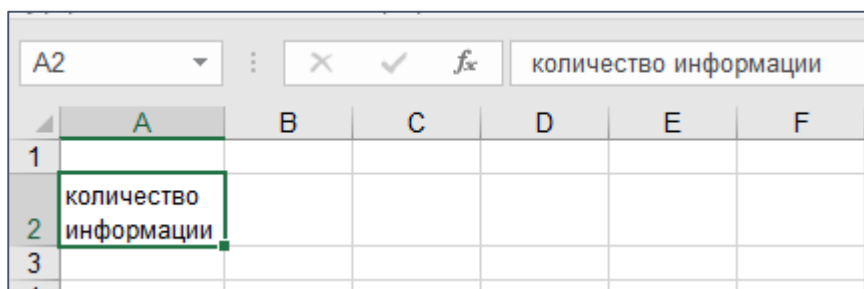 A2 fx количество информации
A B C D E F
1
количество
2 информации
3